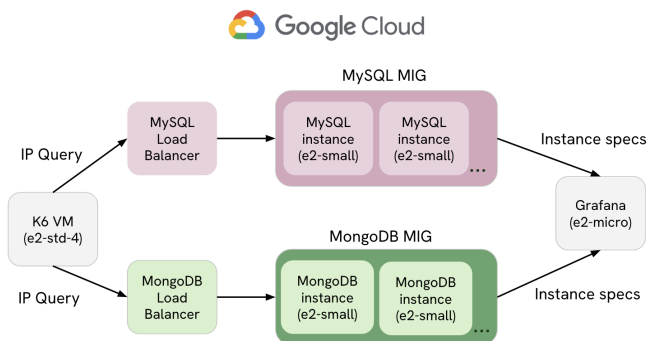 Google Cloud
MySQL MIG
MySQL
Load
Balancer
MySQL
instance
(e2-small)
MySQL
instance
(e2-small)
...
IP Query
Instance specs
K6 VM
(e2-std-4)
Grafana
(e2-micro)
MongoDB MIG
IP Query
MongoDB
Load
Balancer
MongoDB
instance
(e2-small)
MongoDB
instance
(e2-small)
...
Instance specs